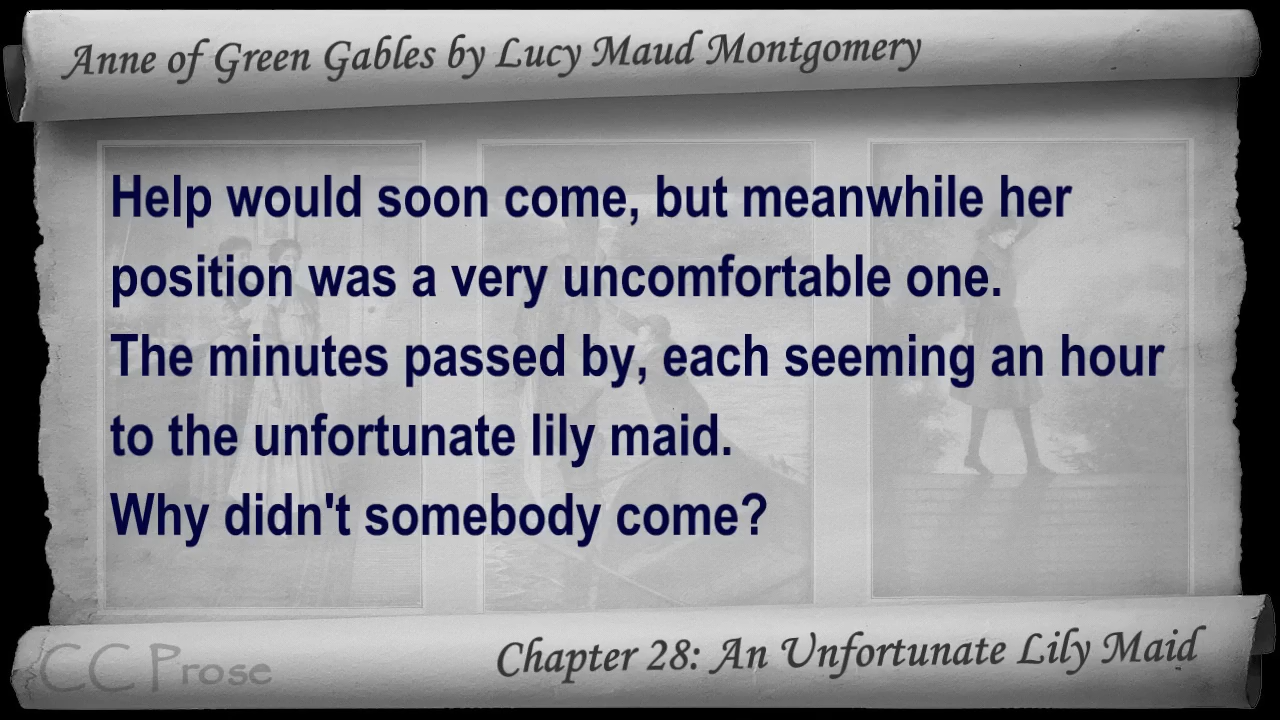 Anne of Green Gables by Lucy Maud Montgomery
Help would soon come, but meanwhile her
position was a very uncomfortable one.
The minutes passed by, each seeming an hour
to the unfortunate lily maid.
Why didn't somebody come?
CC Prose
Chapter 28: An Unfortunate Lily Maid